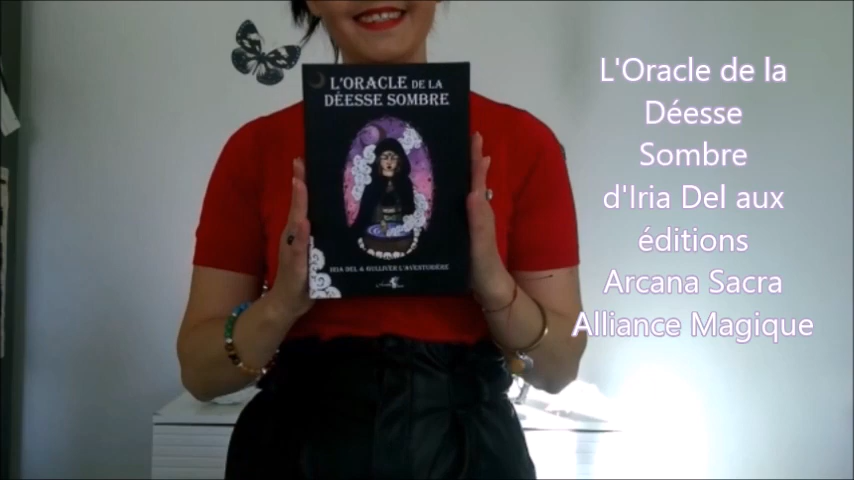 L'ORACLE DE LA
DÉESSE SOMBRE
IRIA DEL & GULLIVER L'AVENTURIÈRE
L'Oracle de la
Déesse
Sombre
d'Iria Del aux
éditions
Arcana Sacra
Alliance Magique